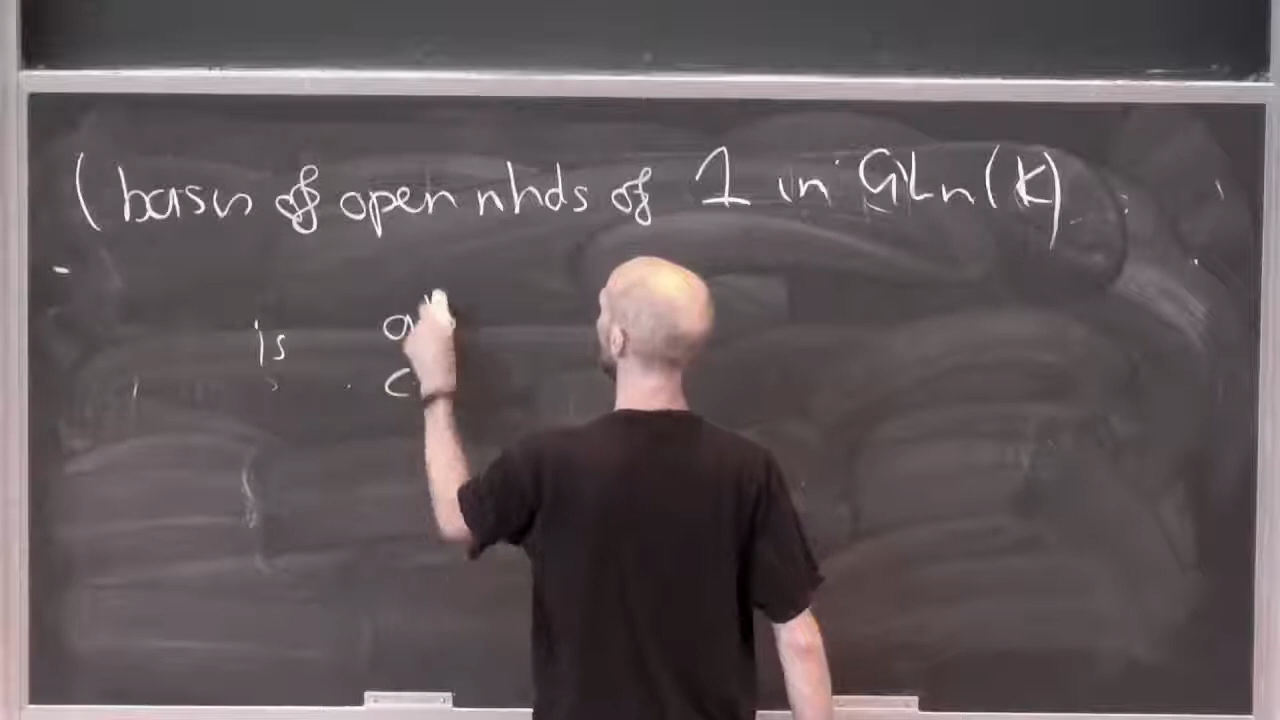 (basis of open nhds of 1 in GLn(K)
is